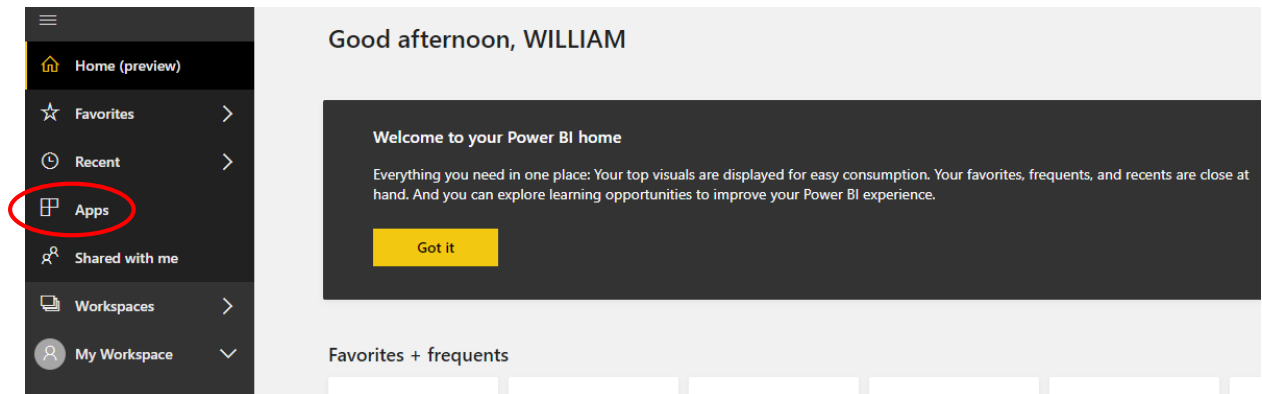 Home (preview)
Favorites
Recent
Apps
Shared with me
Workspaces
My Workspace
Good afternoon, WILLIAM
Welcome to your Power BI home
Everything you need in one place: Your top visuals are displayed for easy consumption. Your favorites, frequents, and recents are close at
hand. And you can explore learning opportunities to improve your Power BI experience.
Got it
Favorites + frequents